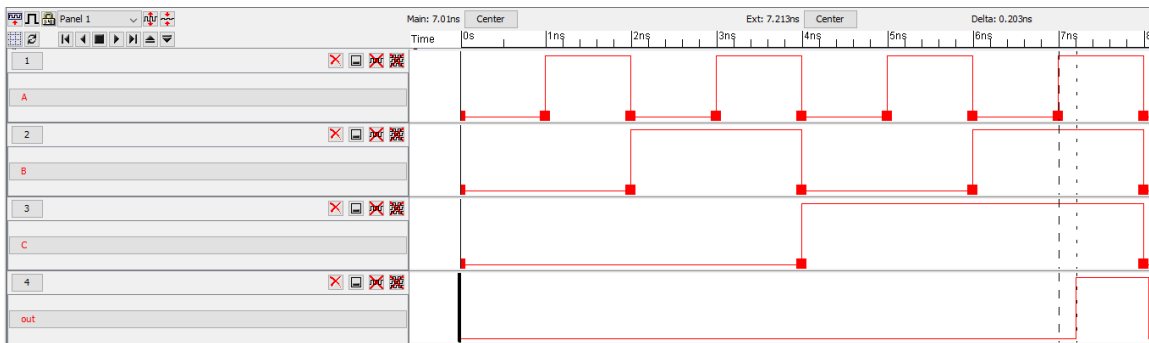 Panel 1 Main: 7.01ns Center Ext: 7.213ns Center Delta: 0.203ns
Time 0s 1ns 2ns 3ns 4ns 5ns 6ns 7ns 8
1
A
2
B
3
C
4
out